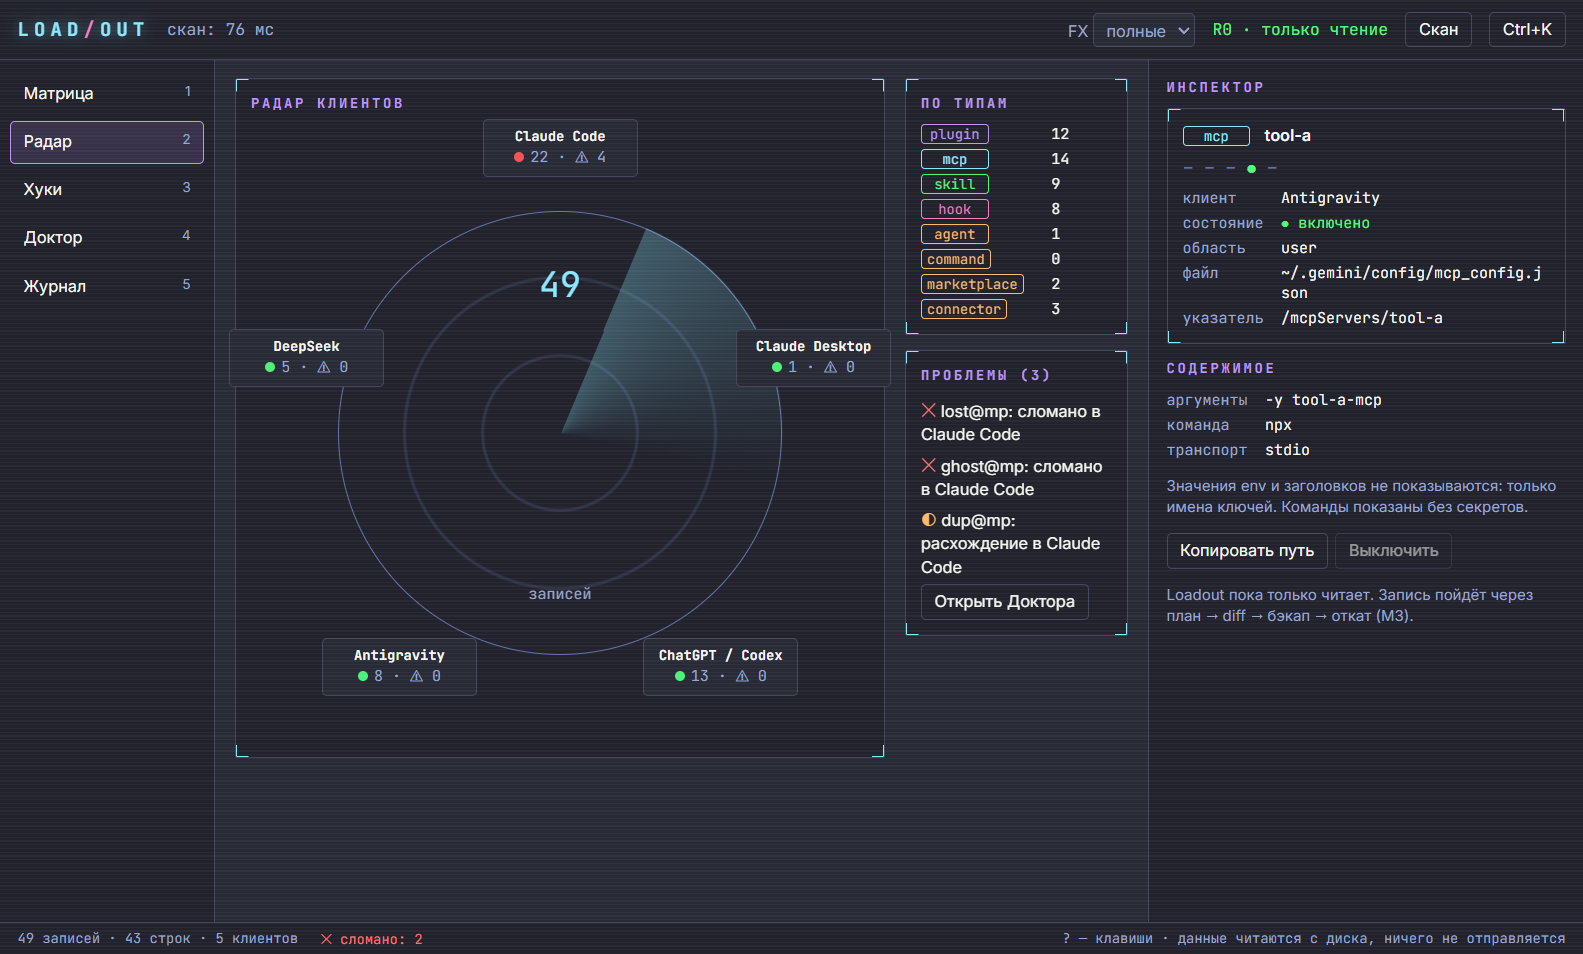 LOAD/OUT скан: 76 мс
FX полные R0 · только чтение Скан Ctrl+K
Матрица 1
Радар 2
Хуки 3
Доктор 4
Журнал 5
РАДАР КЛИЕНТОВ
Claude Code
22 · ⚠ 4
49
DeepSeek
5 · ⚠ 0
Claude Desktop
1 · ⚠ 0
записей
Antigravity
8 · ⚠ 0
ChatGPT / Codex
13 · ⚠ 0
ПО ТИПАМ
plugin 12
mcp 14
skill 9
hook 8
agent 1
command 0
marketplace 2
connector 3
ПРОБЛЕМЫ (3)
lost@mp: сломано в
Claude Code
ghost@mp: сломано
в Claude Code
dup@mp:
расхождение в Claude
Code
Открыть Доктора
ИНСПЕКТОР
mcp tool-a
— — — ● —
клиент Antigravity
состояние ● включено
область user
файл ~/.gemini/config/mcp_config.j
son
указатель /mcpServers/tool-a
СОДЕРЖИМОЕ
аргументы -y tool-a-mcp
команда npx
транспорт stdio
Значения env и заголовков не показываются: только
имена ключей. Команды показаны без секретов.
Копировать путь Выключить
Loadout пока только читает. Запись пойдёт через
план → diff → бэкап → откат (M3).
49 записей · 43 строк · 5 клиентов ✕ сломано: 2
? — клавиши · данные читаются с диска, ничего не отправляется